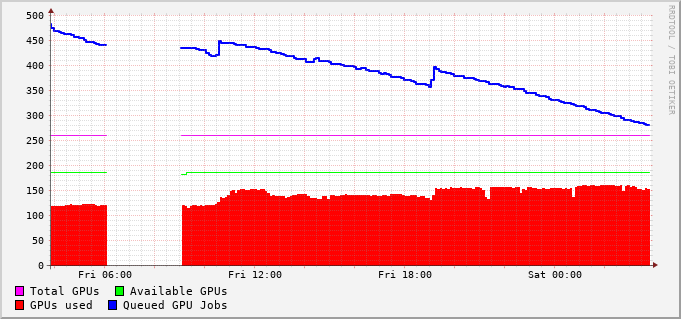 500
450
400
350
300
250
200
150
100
50
0
Fri 06:00 Fri 12:00 Fri 18:00 Sat 00:00
Total GPUs Available GPUs
GPUs used Queued GPU Jobs
RRDTOOL / TOBI OETIKER